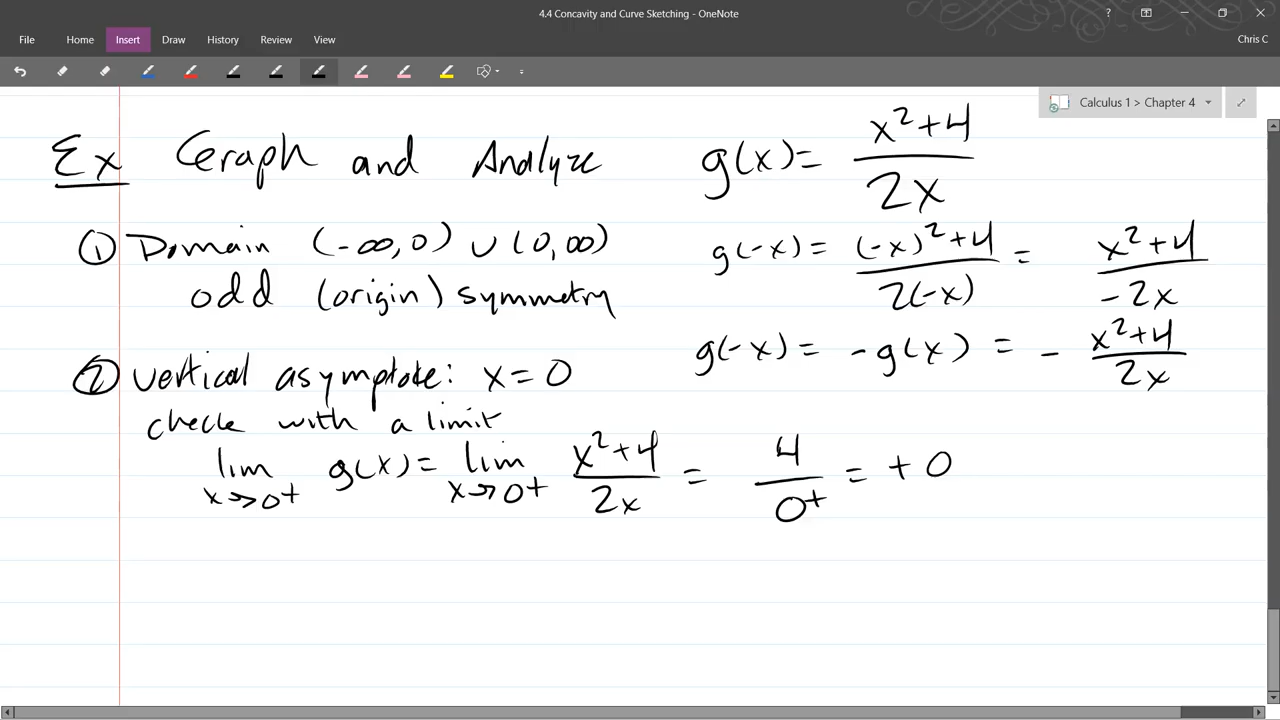 4.4 Concavity and Curve Sketching - OneNote
File Home Insert Draw History Review View Chris C
Calculus 1 > Chapter 4
Ex Graph and Analyze g(x) = (x²+4)/(2x)
① Domain (-∞,0) ∪ (0,∞) g(-x) = ((-x)²+4)/(2(-x)) = (x²+4)/(-2x)
odd (origin) symmetry
g(-x) = -g(x) = - (x²+4)/(2x)
② Vertical asymptote: x = 0
check with a limit
lim x→0+ g(x) = lim x→0+ (x²+4)/(2x) = 4/0+ = +0